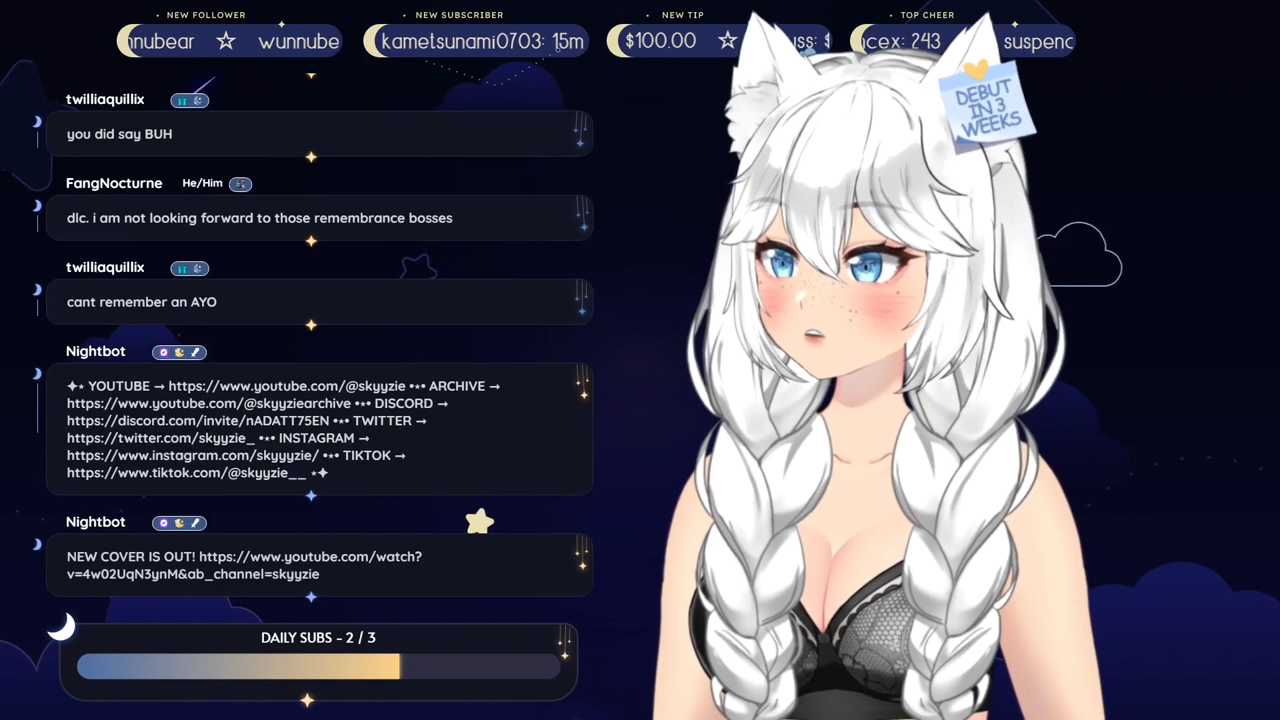 NEW FOLLOWER
NEW SUBSCRIBER
NEW TIP
TOP CHEER
wunnube
kametsunami0703: 15m
$100.00
243
suspenc
DEBUT
IN 3
WEEKS
twilliaquillix
you did say BUH
FangNocturne He/Him
dlc. i am not looking forward to those remembrance bosses
twilliaquillix
cant remember an AYO
Nightbot
✦⋆ YOUTUBE → https://www.youtube.com/@skyyzie •⋆• ARCHIVE →
https://www.youtube.com/@skyyziearchive •⋆• DISCORD →
https://discord.com/invite/nADATT75EN •⋆• TWITTER →
https://twitter.com/skyyzie_ •⋆• INSTAGRAM →
https://www.instagram.com/skyyyzie/ •⋆• TIKTOK →
https://www.tiktok.com/@skyyzie__ ⋆✦
Nightbot
NEW COVER IS OUT! https://www.youtube.com/watch?
v=4w02UqN3ynM&ab_channel=skyyzie
DAILY SUBS - 2 / 3